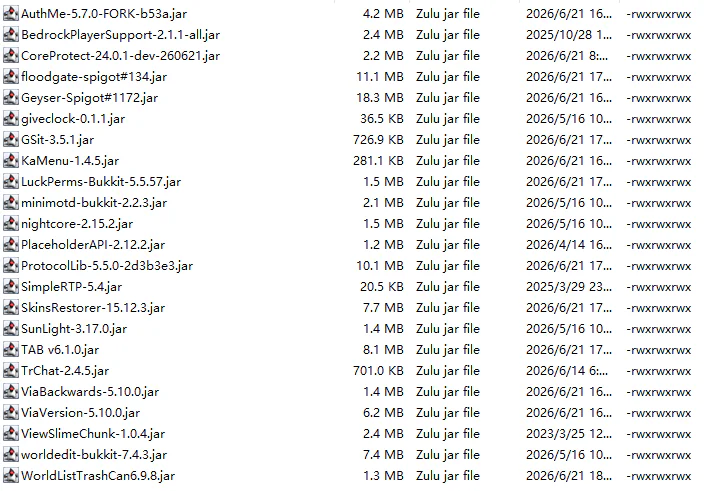 AuthMe-5.7.0-FORK-b53a.jar 4.2 MB Zulu jar file 2026/6/21 16... -rwxrwxrwx
BedrockPlayerSupport-2.1.1-all.jar 2.4 MB Zulu jar file 2025/10/28 1... -rwxrwxrwx
CoreProtect-24.0.1-dev-260621.jar 2.2 MB Zulu jar file 2026/6/21 8:... -rwxrwxrwx
floodgate-spigot#134.jar 11.1 MB Zulu jar file 2026/6/21 17... -rwxrwxrwx
Geyser-Spigot#1172.jar 18.3 MB Zulu jar file 2026/6/21 16... -rwxrwxrwx
giveclock-0.1.1.jar 36.5 KB Zulu jar file 2026/5/16 10... -rwxrwxrwx
GSit-3.5.1.jar 726.9 KB Zulu jar file 2026/6/21 17... -rwxrwxrwx
KaMenu-1.4.5.jar 281.1 KB Zulu jar file 2026/6/21 16... -rwxrwxrwx
LuckPerms-Bukkit-5.5.57.jar 1.5 MB Zulu jar file 2026/6/21 17... -rwxrwxrwx
minimotd-bukkit-2.2.3.jar 2.1 MB Zulu jar file 2026/5/16 10... -rwxrwxrwx
nightcore-2.15.2.jar 1.5 MB Zulu jar file 2026/5/16 10... -rwxrwxrwx
PlaceholderAPI-2.12.2.jar 1.2 MB Zulu jar file 2026/4/14 16... -rwxrwxrwx
ProtocolLib-5.5.0-2d3b3e3.jar 10.1 MB Zulu jar file 2026/6/21 17... -rwxrwxrwx
SimpleRTP-5.4.jar 20.5 KB Zulu jar file 2025/3/29 23... -rwxrwxrwx
SkinsRestorer-15.12.3.jar 7.7 MB Zulu jar file 2026/6/21 17... -rwxrwxrwx
SunLight-3.17.0.jar 1.4 MB Zulu jar file 2026/5/16 10... -rwxrwxrwx
TAB v6.1.0.jar 8.1 MB Zulu jar file 2026/6/21 17... -rwxrwxrwx
TrChat-2.4.5.jar 701.0 KB Zulu jar file 2026/6/14 6:... -rwxrwxrwx
ViaBackwards-5.10.0.jar 1.4 MB Zulu jar file 2026/6/21 16... -rwxrwxrwx
ViaVersion-5.10.0.jar 6.2 MB Zulu jar file 2026/6/21 16... -rwxrwxrwx
ViewSlimeChunk-1.0.4.jar 2.4 MB Zulu jar file 2023/3/25 12... -rwxrwxrwx
worldedit-bukkit-7.4.3.jar 7.4 MB Zulu jar file 2026/5/16 10... -rwxrwxrwx
WorldListTrashCan6.9.8.jar 1.3 MB Zulu jar file 2026/6/21 18... -rwxrwxrwx